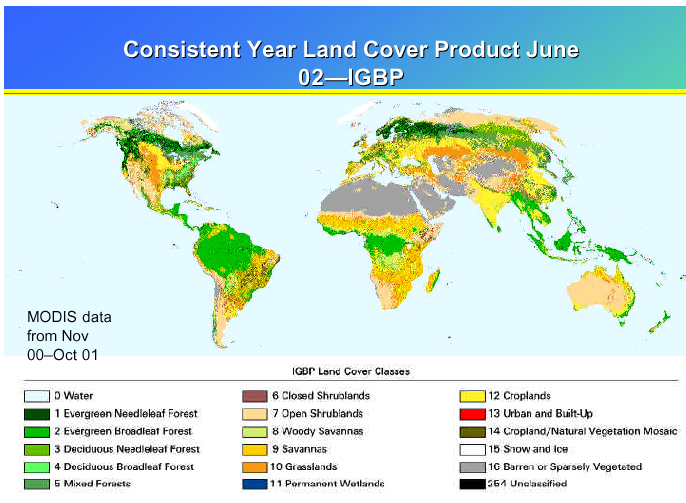 Consistent Year Land Cover Product June
02—IGBP
MODIS data
from Nov
00–Oct 01
IGBP Land Cover Classes
0 Water
1 Evergreen Needleleaf Forest
2 Evergreen Broadleaf Forest
3 Deciduous Needleleaf Forest
4 Deciduous Broadleaf Forest
5 Mixed Forests
6 Closed Shrublands
7 Open Shrublands
8 Woody Savannas
9 Savannas
10 Grasslands
11 Permanent Wetlands
12 Croplands
13 Urban and Built-Up
14 Cropland/Natural Vegetation Mosaic
15 Snow and Ice
16 Barren or Sparsely Vegetated
254 Unclassified